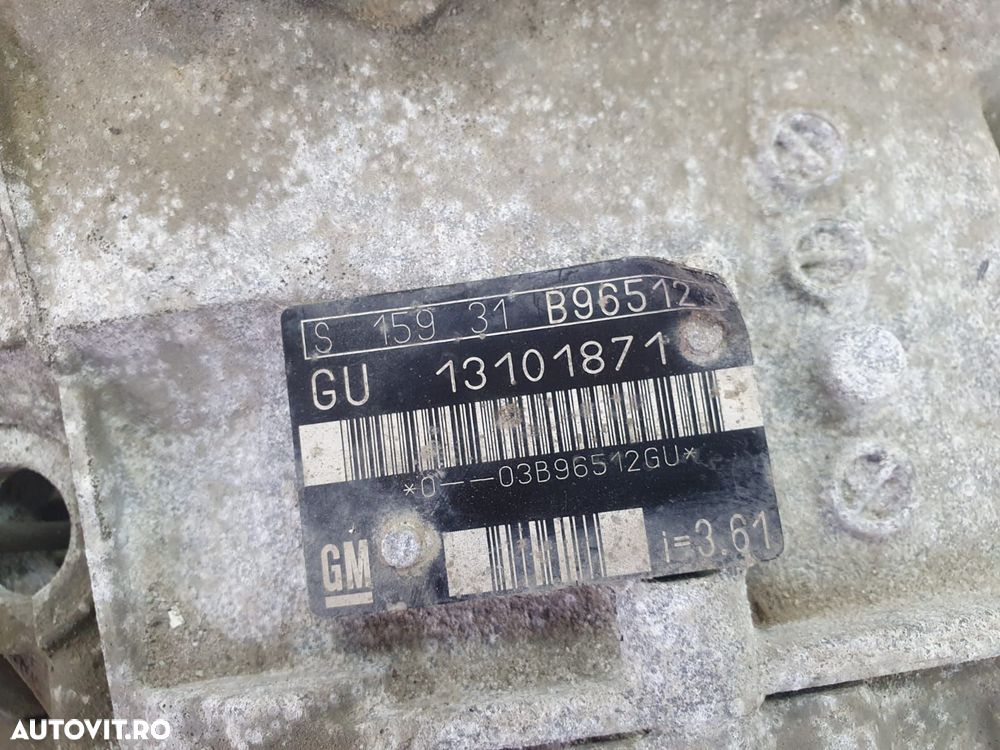 S 159 31 B96512
GU 13101871
*0---03B96512GU*
GM i=3.61
AUTOVIT.RO